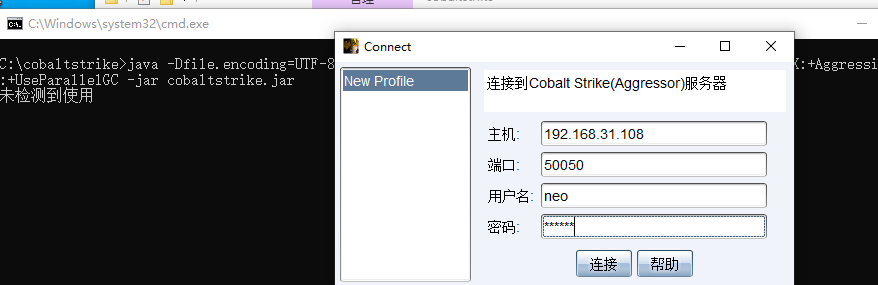 管理
cobaltstrike
C:\Windows\system32\cmd.exe
C:\cobaltstrike>java -Dfile.encoding=UTF-8
X:+Aggressi
:+UseParallelGC -jar cobaltstrike.jar
未检测到使用
Connect
New Profile
连接到Cobalt Strike(Aggressor)服务器
主机: 192.168.31.108
端口: 50050
用户名: neo
密码: ******
连接 帮助